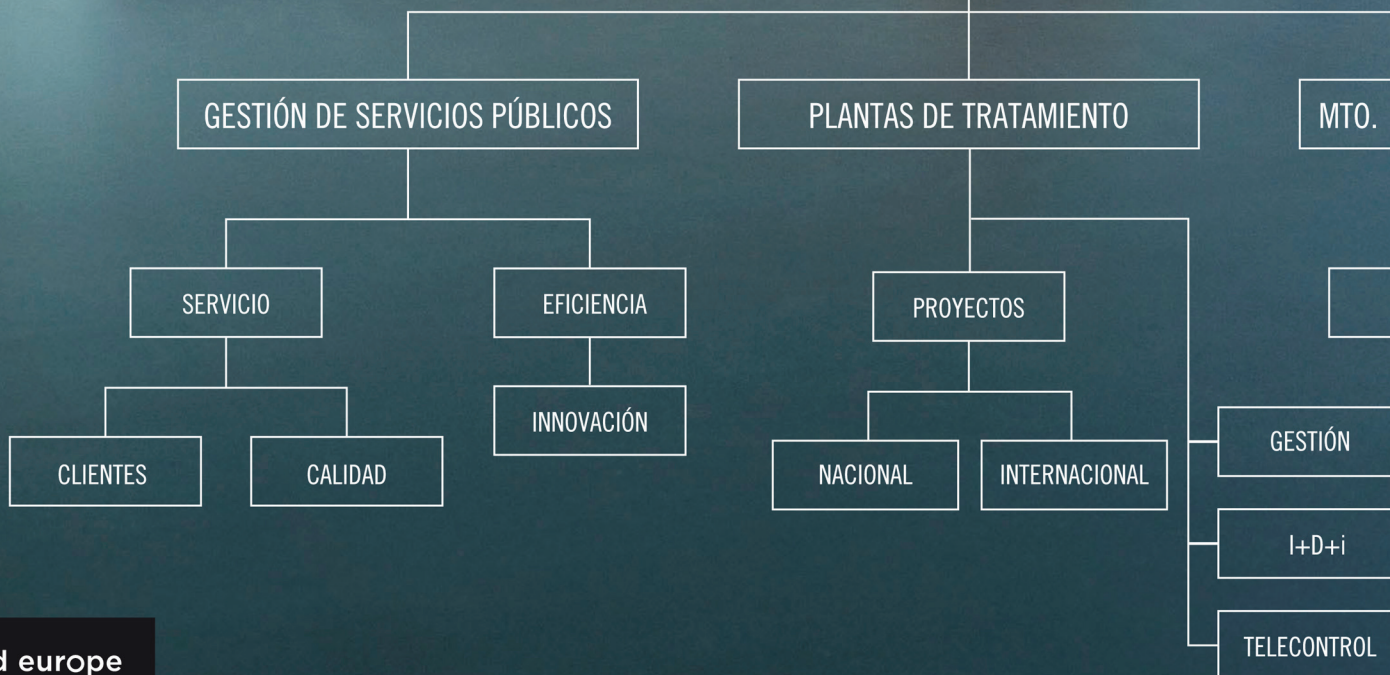 GESTIÓN DE SERVICIOS PÚBLICOS
PLANTAS DE TRATAMIENTO
MTO.
SERVICIO
EFICIENCIA
PROYECTOS
INNOVACIÓN
CLIENTES
CALIDAD
NACIONAL
INTERNACIONAL
GESTIÓN
I+D+i
TELECONTROL
europe